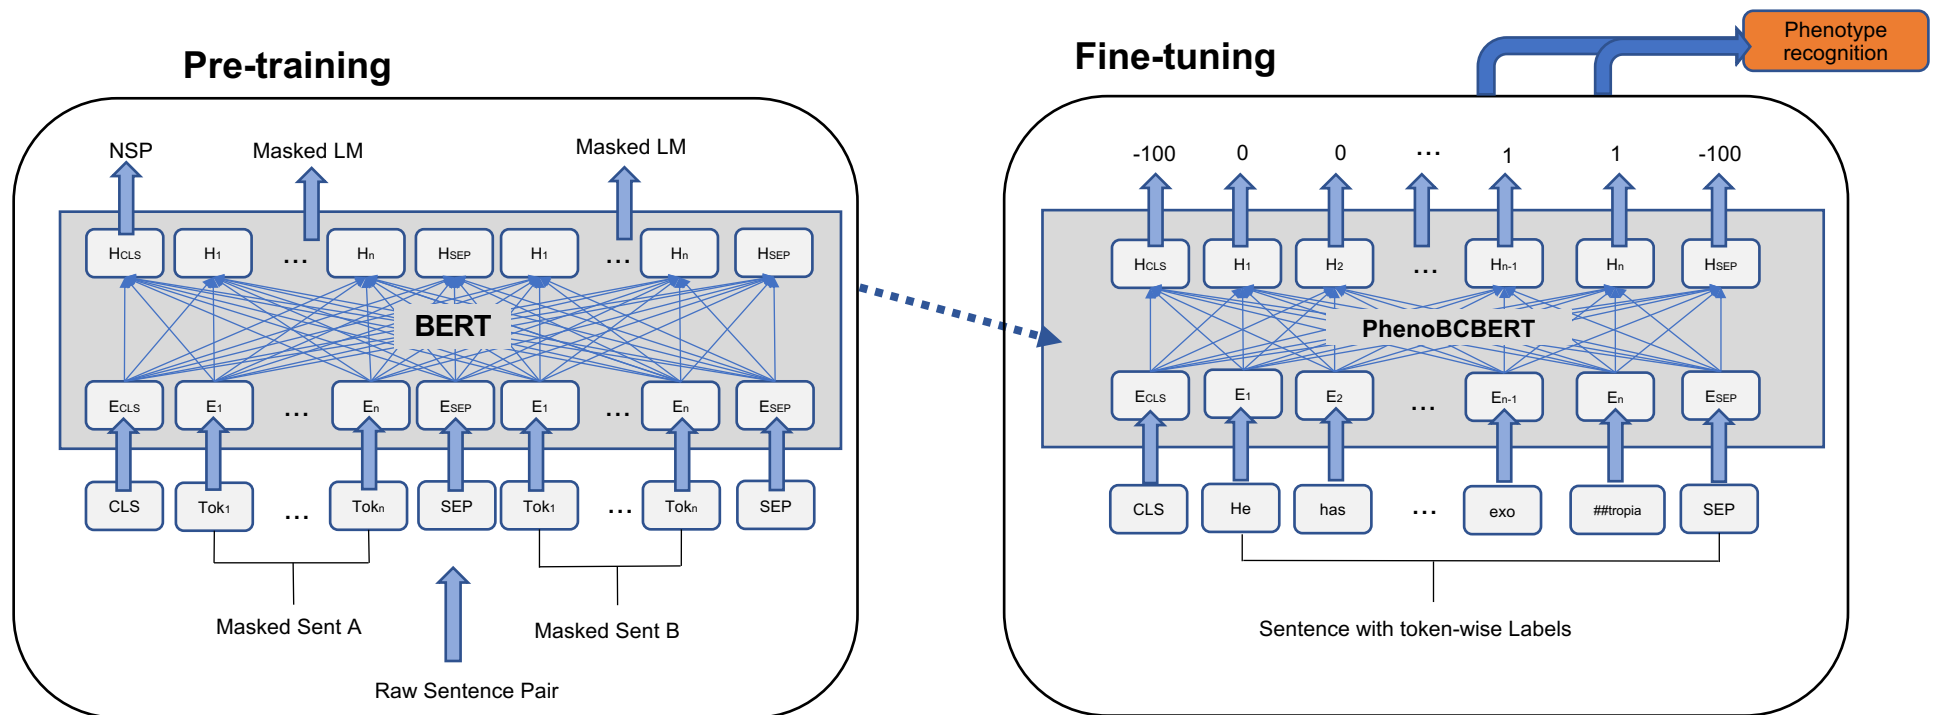 Pre-training
Fine-tuning
Phenotype
recognition
NSP
Masked LM
Masked LM
HCLS
H1
...
Hn
HSEP
H1
...
Hn
HSEP
BERT
ECLS
E1
...
En
ESEP
E1
...
En
ESEP
CLS
Tok1
...
Tokn
SEP
Tok1
...
Tokn
SEP
Masked Sent A
Masked Sent B
Raw Sentence Pair
-100
0
0
...
1
1
-100
HCLS
H1
H2
...
Hn-1
Hn
HSEP
PhenoBCBERT
ECLS
E1
E2
...
En-1
En
ESEP
CLS
He
has
...
exo
##tropia
SEP
Sentence with token-wise Labels